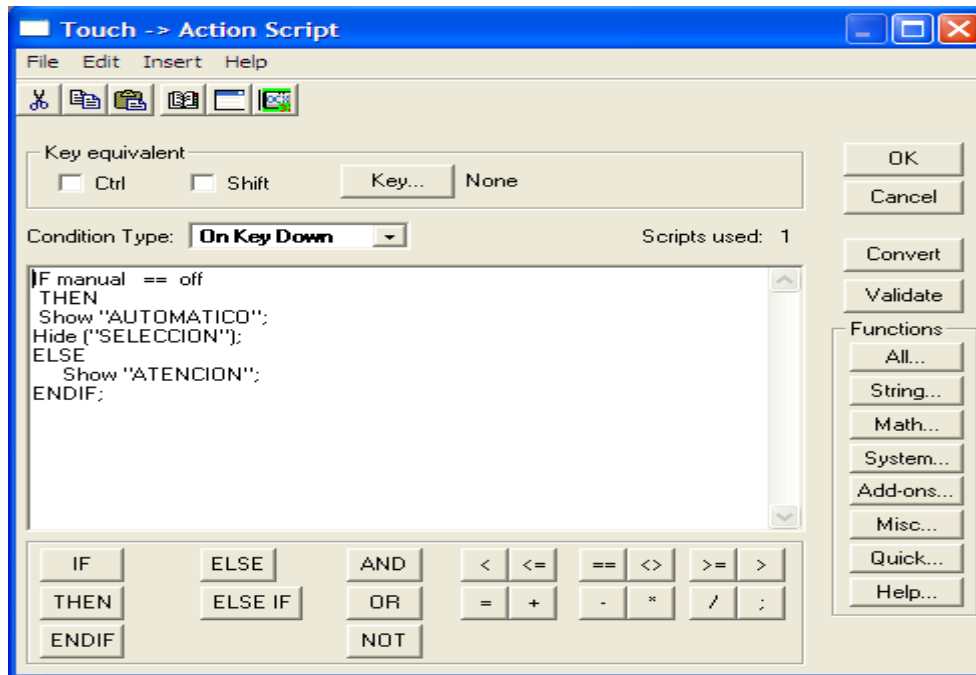 Touch -> Action Script
File Edit Insert Help
Key equivalent
Ctrl Shift Key... None
OK
Cancel
Condition Type: On Key Down Scripts used: 1
Convert
Validate
IF manual == off
THEN
Show "AUTOMATICO";
Hide ("SELECCION");
ELSE
Show "ATENCION";
ENDIF;
Functions
All...
String...
Math...
System...
Add-ons...
Misc...
Quick...
Help...
IF ELSE AND < <= == <> >= >
THEN ELSE IF OR = + - * / ;
ENDIF NOT